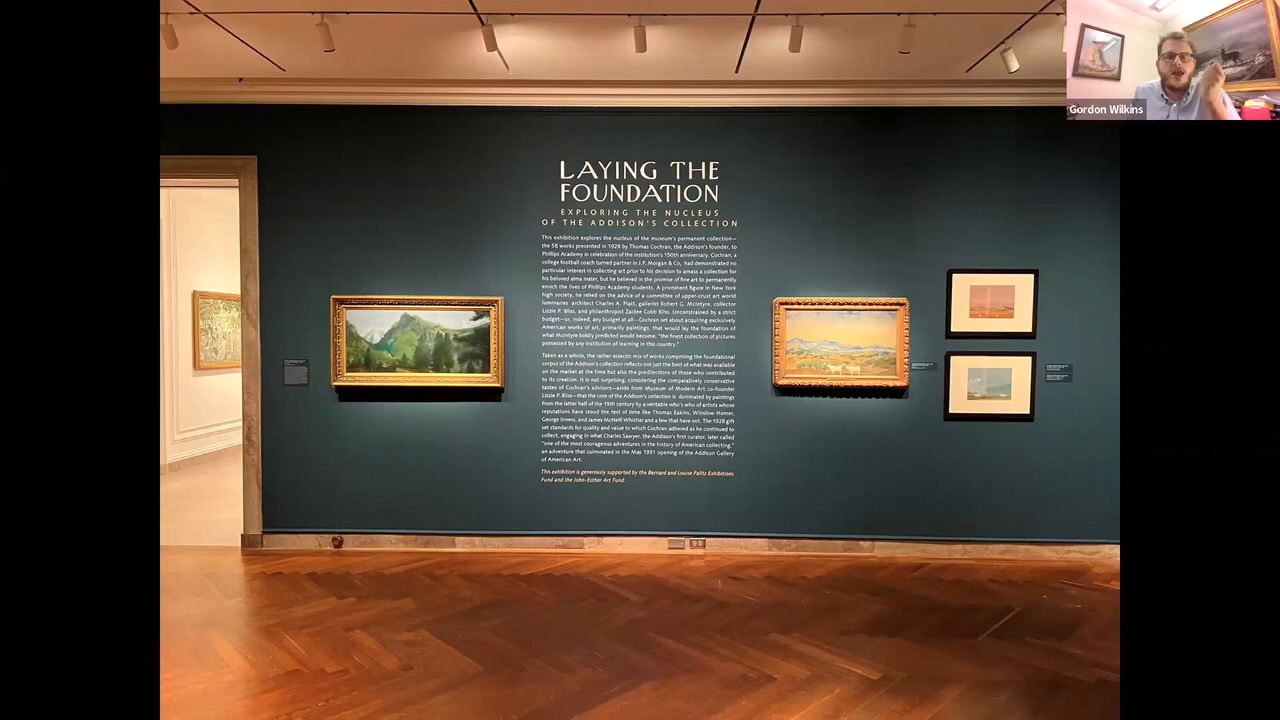 Gordon Wilkins
LAYING THE
FOUNDATION
EXPLORING THE NUCLEUS
OF THE ADDISON'S COLLECTION
This exhibition explores the nucleus of the museum's permanent collection—
the 58 works presented in 1928 by Thomas Cochran, the Addison's founder, to
Phillips Academy in celebration of the institution's 150th anniversary. Cochran, a
college football coach turned partner in J.P. Morgan & Co, had demonstrated no
particular interest in collecting art prior to his decision to amass a collection for
his beloved alma mater, but he believed in the promise of fine art to permanently
enrich the lives of Phillips Academy students. A prominent figure in New York
high society, he relied on the advice of a committee of upper-crust art world
luminaries: architect Charles A. Platt, gallerist Robert G. McIntyre, collector
Lizzie P. Bliss, and philanthropist Zaidee Cobb Bliss. Unconstrained by a strict
budget—or, indeed, any budget at all—Cochran set about acquiring exclusively
American works of art, primarily paintings, that would lay the foundation of
what McIntyre boldly predicted would become, "the finest collection of pictures
possessed by any institution of learning in this country."
Taken as a whole, the rather eclectic mix of works comprising the foundational
corpus of the Addison's collection reflects not just the best of what was available
on the market at the time but also the predilections of those who contributed
to its creation. It is not surprising, considering the comparatively conservative
tastes of Cochran's advisors—aside from Museum of Modern Art co-founder
Lizzie P. Bliss—that the core of the Addison's collection is dominated by paintings
from the latter half of the 19th century by a veritable who's who of artists whose
reputations have stood the test of time like Thomas Eakins, Winslow Homer,
George Inness, and James McNeill Whistler and a few that have not. The 1928 gift
set standards for quality and value to which Cochran adhered as he continued to
collect, engaging in what Charles Sawyer, the Addison's first curator, later called
"one of the most courageous adventures in the history of American collecting,"
an adventure that culminated in the May 1931 opening of the Addison Gallery
of American Art.
This exhibition is generously supported by the Bernard and Louise Palitz Exhibitions
Fund and the John-Esther Art Fund.